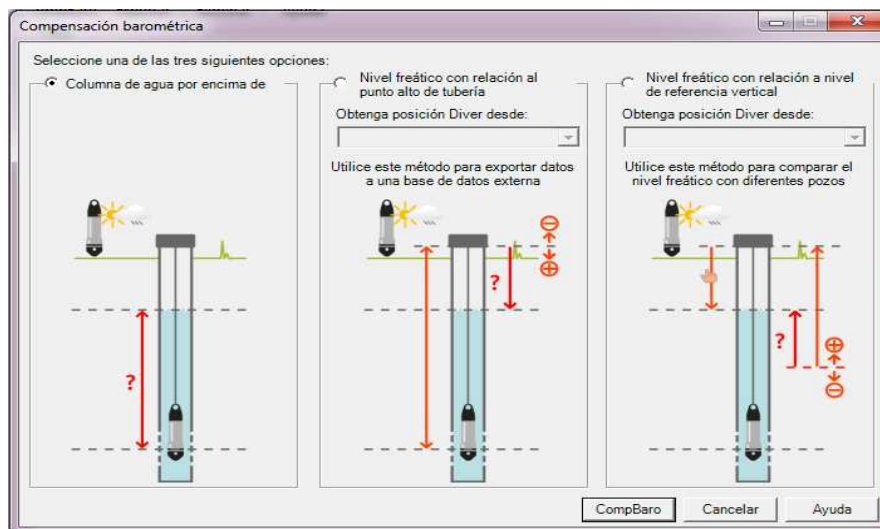 Compensación barométrica
Seleccione una de las tres siguientes opciones:
Columna de agua por encima de
Nivel freático con relación al
punto alto de tubería
Obtenga posición Diver desde:
Utilice este método para exportar datos
a una base de datos externa
Nivel freático con relación a nivel
de referencia vertical
Obtenga posición Diver desde:
Utilice este método para comparar el
nivel freático con diferentes pozos
?
?
?
CompBaro
Cancelar
Ayuda